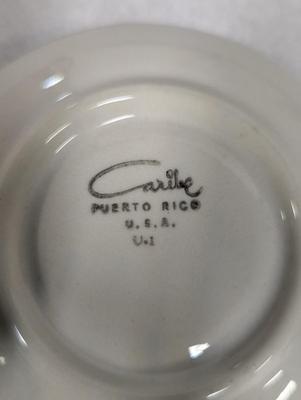 Caribe
PUERTO RICO
U.S.A.
U-1